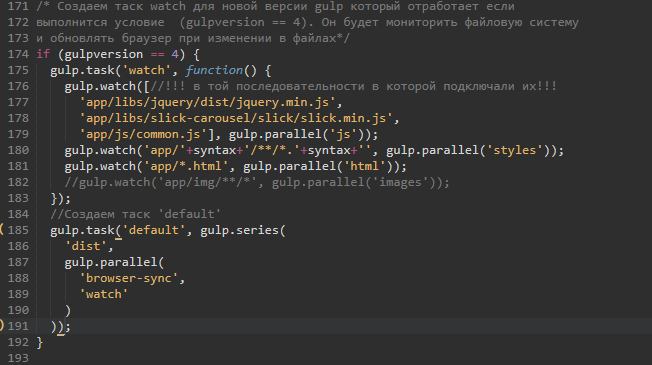 171 /* Создаем таск watch для новой версии gulp который отработает если
172 выполнится условие  (gulpversion == 4). Он будет мониторить файловую систему
173 и обновлять браузер при изменении в файлах*/
174 if (gulpversion == 4) {
175   gulp.task('watch', function() {
176     gulp.watch([//!!! в той последовательности в которой подключали их!!!
177       'app/libs/jquery/dist/jquery.min.js',
178       'app/libs/slick-carousel/slick/slick.min.js',
179       'app/js/common.js'], gulp.parallel('js'));
180     gulp.watch('app/'+syntax+'/**/*.'+syntax+'', gulp.parallel('styles'));
181     gulp.watch('app/*.html', gulp.parallel('html'));
182     //gulp.watch('app/img/**/*', gulp.parallel('images'));
183   });
184   //Создаем таск 'default'
185   gulp.task('default', gulp.series(
186     'dist',
187     gulp.parallel(
188       'browser-sync',
189       'watch'
190     )
191   ));
192 }
193